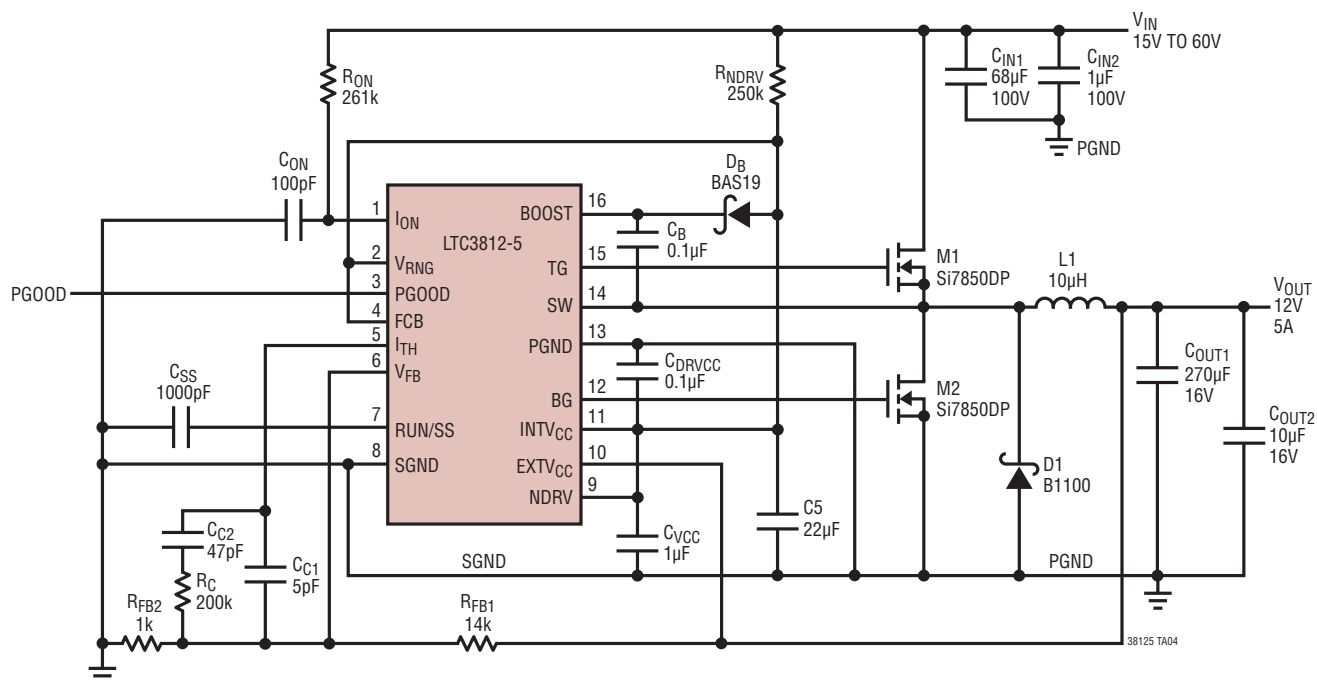 VIN
15V TO 60V
RON
261k
RNDRV
250k
CIN1
68µF
100V
CIN2
1µF
100V
PGND
CON
100pF
DB
BAS19
1
ION
LTC3812-5
BOOST
16
CB
0.1µF
2
VRNG
TG
15
M1
Si7850DP
L1
10µH
PGOOD
3
PGOOD
SW
14
VOUT
12V
5A
4
FCB
5
ITH
PGND
13
6
VFB
CDRVCC
0.1µF
COUT1
270µF
16V
CSS
1000pF
BG
12
M2
Si7850DP
7
RUN/SS
INTVCC
11
COUT2
10µF
16V
8
SGND
EXTVCC
10
D1
B1100
NDRV
9
C5
22µF
CC2
47pF
CVCC
1µF
SGND
PGND
CC1
5pF
RC
200k
RFB2
1k
RFB1
14k
38125 TA04